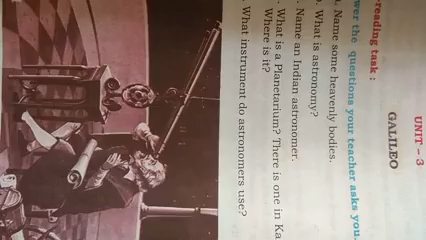 UNIT - 3
GALILEO
-reading task :
wer the questions your teacher asks you.
. Name some heavenly bodies.
. What is astronomy?
. Name an Indian astronomer.
. What is a Planetarium? There is one in Ka
Where is it?
. What instrument do astronomers use?